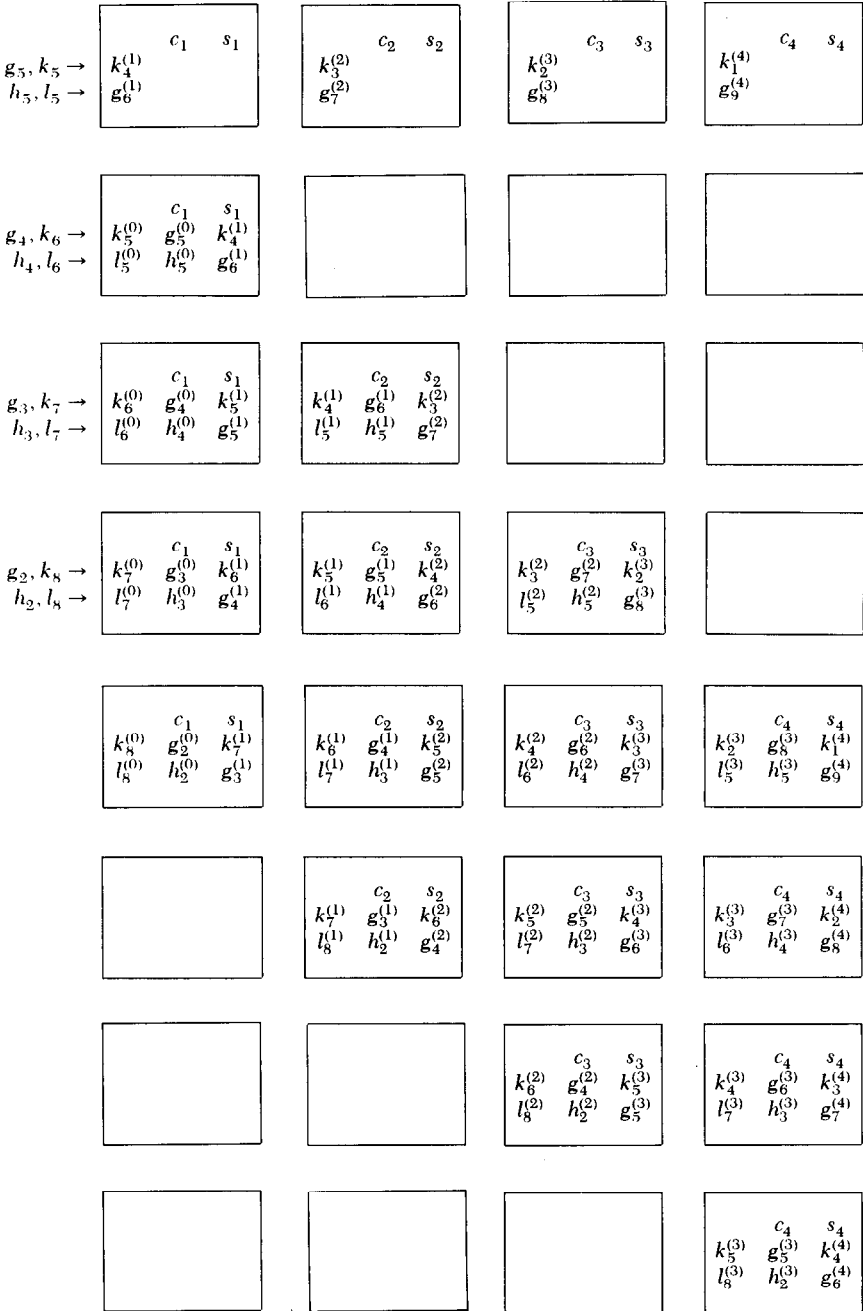 c₁ s₁ c₂ s₂ c₃ s₃ c₄ s₄
g₅, k₅ → k₄⁽¹⁾ k₃⁽²⁾ k₂⁽³⁾ k₁⁽⁴⁾
h₅, l₅ → g₆⁽¹⁾ g₇⁽²⁾ g₈⁽³⁾ g₉⁽⁴⁾
c₁ s₁
g₄, k₆ → k₅⁽⁰⁾ g₅⁽⁰⁾ k₄⁽¹⁾
h₄, l₆ → l₅⁽⁰⁾ h₅⁽⁰⁾ g₆⁽¹⁾
c₁ s₁ c₂ s₂
g₃, k₇ → k₆⁽⁰⁾ g₄⁽⁰⁾ k₅⁽¹⁾ k₄⁽¹⁾ g₆⁽¹⁾ k₃⁽²⁾
h₃, l₇ → l₆⁽⁰⁾ h₄⁽⁰⁾ g₅⁽¹⁾ l₅⁽¹⁾ h₅⁽¹⁾ g₇⁽²⁾
c₁ s₁ c₂ s₂ c₃ s₃
g₂, k₈ → k₇⁽⁰⁾ g₃⁽⁰⁾ k₆⁽¹⁾ k₅⁽¹⁾ g₅⁽¹⁾ k₄⁽²⁾ k₃⁽²⁾ g₇⁽²⁾ k₂⁽³⁾
h₂, l₈ → l₇⁽⁰⁾ h₃⁽⁰⁾ g₄⁽¹⁾ l₆⁽¹⁾ h₄⁽¹⁾ g₆⁽²⁾ l₅⁽²⁾ h₅⁽²⁾ g₈⁽³⁾
c₁ s₁ c₂ s₂ c₃ s₃ c₄ s₄
k₈⁽⁰⁾ g₂⁽⁰⁾ k₇⁽¹⁾ k₆⁽¹⁾ g₄⁽¹⁾ k₅⁽²⁾ k₄⁽²⁾ g₆⁽²⁾ k₃⁽³⁾ k₂⁽³⁾ g₈⁽³⁾ k₁⁽⁴⁾
l₈⁽⁰⁾ h₂⁽⁰⁾ g₃⁽¹⁾ l₇⁽¹⁾ h₃⁽¹⁾ g₅⁽²⁾ l₆⁽²⁾ h₄⁽²⁾ g₇⁽³⁾ l₅⁽³⁾ h₅⁽³⁾ g₉⁽⁴⁾
c₂ s₂ c₃ s₃ c₄ s₄
k₇⁽¹⁾ g₃⁽¹⁾ k₆⁽²⁾ k₅⁽²⁾ g₅⁽²⁾ k₄⁽³⁾ k₃⁽³⁾ g₇⁽³⁾ k₂⁽⁴⁾
l₈⁽¹⁾ h₂⁽¹⁾ g₄⁽²⁾ l₇⁽²⁾ h₃⁽²⁾ g₆⁽³⁾ l₆⁽³⁾ h₄⁽³⁾ g₈⁽⁴⁾
c₃ s₃ c₄ s₄
k₆⁽²⁾ g₄⁽²⁾ k₅⁽³⁾ k₄⁽³⁾ g₆⁽³⁾ k₃⁽⁴⁾
l₈⁽²⁾ h₂⁽²⁾ g₅⁽³⁾ l₇⁽³⁾ h₃⁽³⁾ g₇⁽⁴⁾
c₄ s₄
k₅⁽³⁾ g₅⁽³⁾ k₄⁽⁴⁾
l₈⁽³⁾ h₂⁽³⁾ g₆⁽⁴⁾